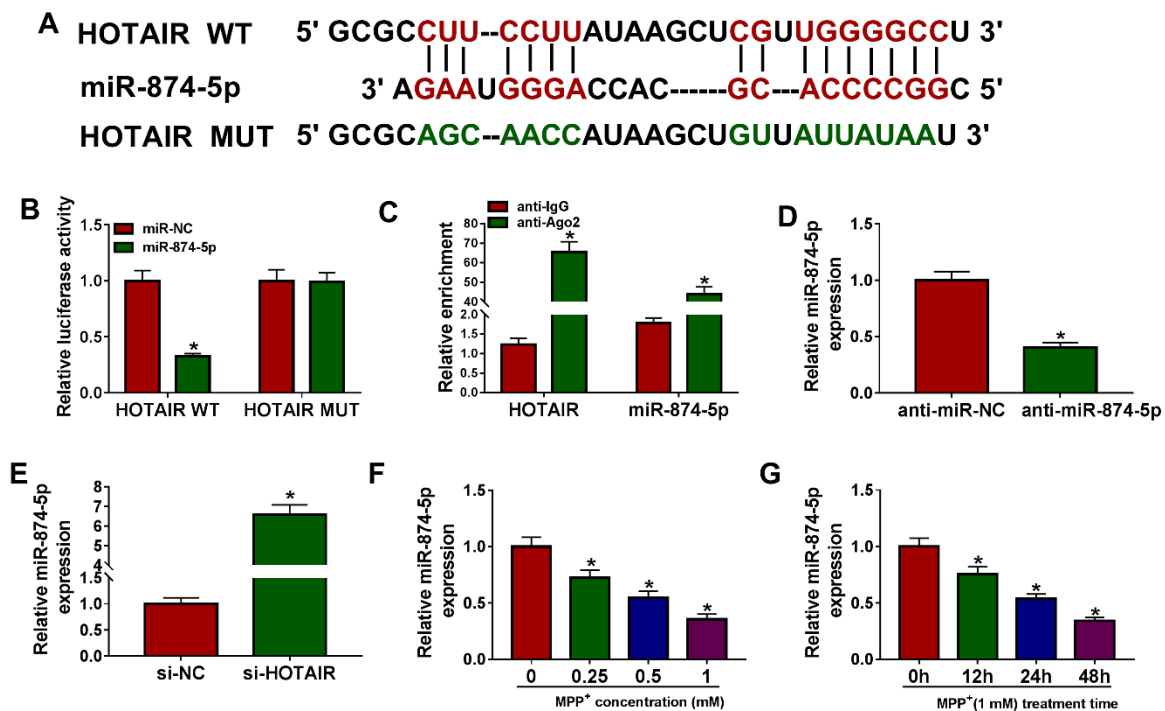 A
HOTAIR WT 5' GCGCCUU--CCUUAUAAGCUCGUUGGGGCCU 3'
miR-874-5p 3' AGAAUGGGACCAC------GC---ACCCCGGC 5'
HOTAIR MUT 5' GCGCAGC--AACCAUAAGCUGUUAUUAUAAU 3'
B
Relative luciferase activity
miR-NC
miR-874-5p
1.5
1.0
0.5
0.0
*
HOTAIR WT HOTAIR MUT
C
Relative enrichment
anti-IgG
anti-Ago2
80
70
60
50
40
30
20
2.0
1.5
1.0
0.5
0.0
* *
HOTAIR miR-874-5p
D
Relative miR-874-5p
expression
1.5
1.0
0.5
0.0
*
anti-miR-NC anti-miR-874-5p
E
Relative miR-874-5p
expression
8
7
6
5
4
1.5
1.0
0.5
0.0
*
si-NC si-HOTAIR
F
Relative miR-874-5p
expression
1.5
1.0
0.5
0.0
* * *
0 0.25 0.5 1
MPP+ concentration (mM)
G
Relative miR-874-5p
expression
1.5
1.0
0.5
0.0
* * *
0h 12h 24h 48h
MPP+(1 mM) treatment time